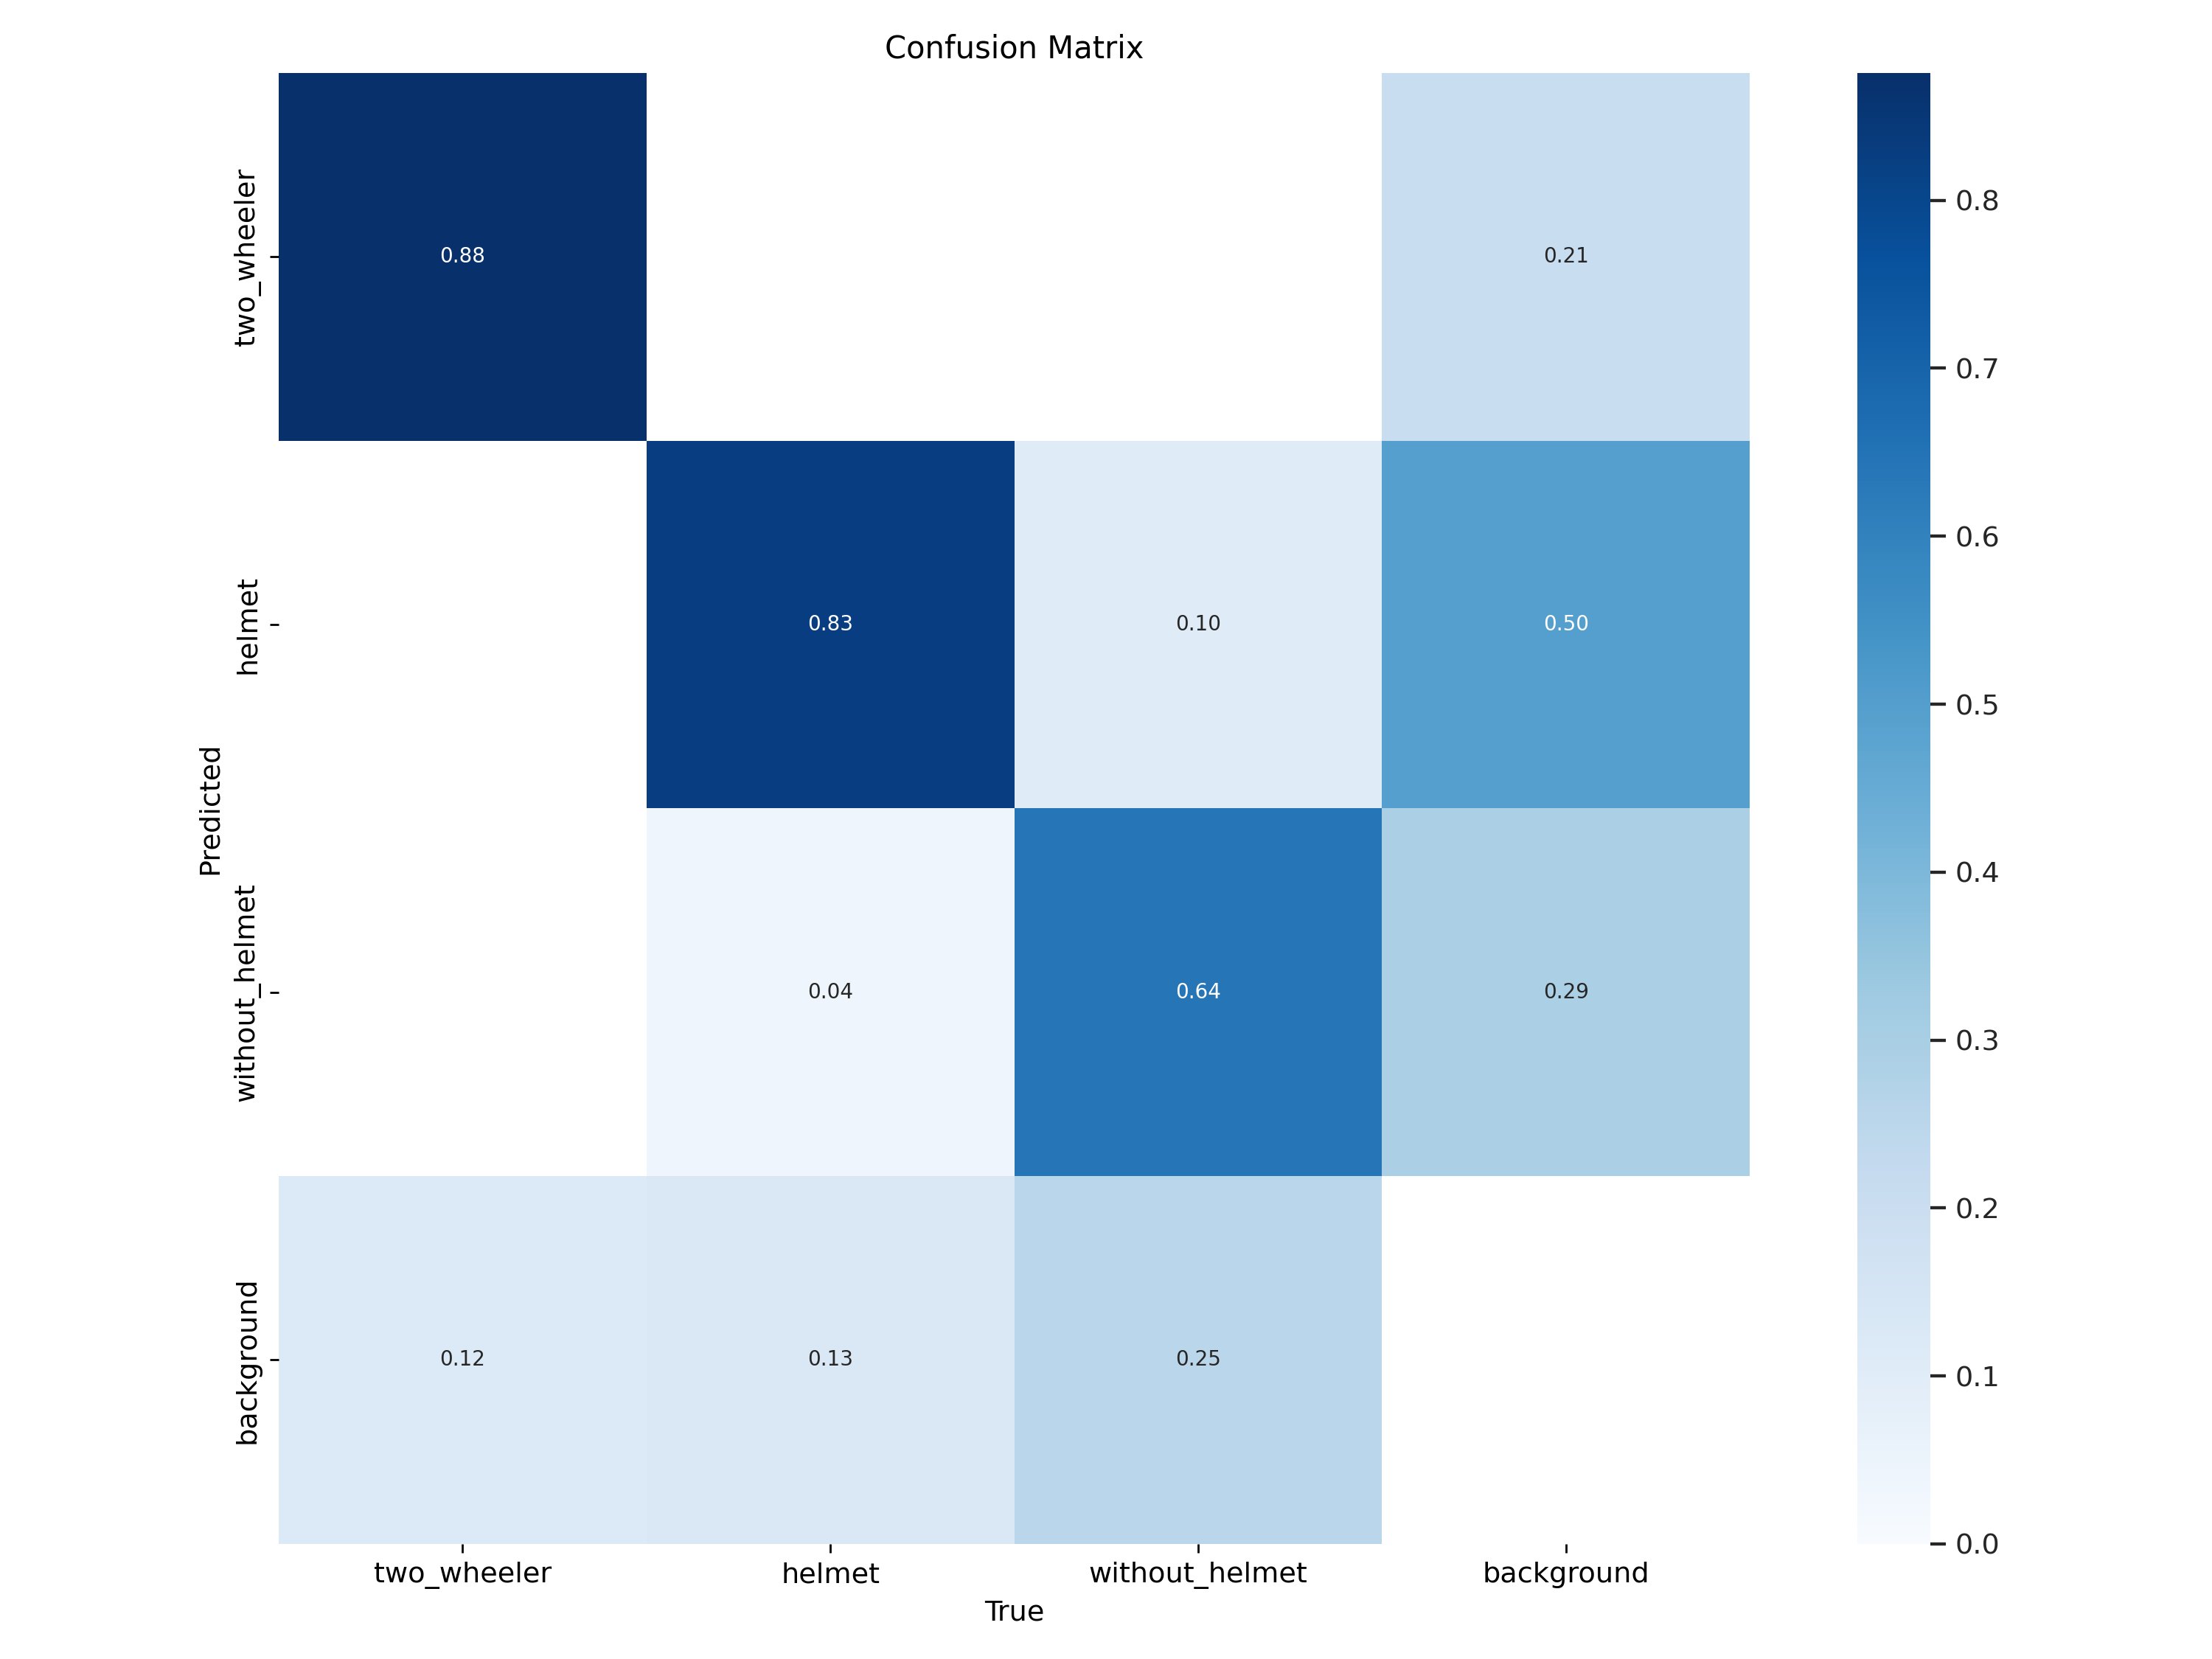 Confusion Matrix
two_wheeler
0.88
0.21
helmet
0.83
0.10
0.50
Predicted
without_helmet
0.04
0.64
0.29
background
0.12
0.13
0.25
two_wheeler
helmet
without_helmet
background
True
0.8
0.7
0.6
0.5
0.4
0.3
0.2
0.1
0.0